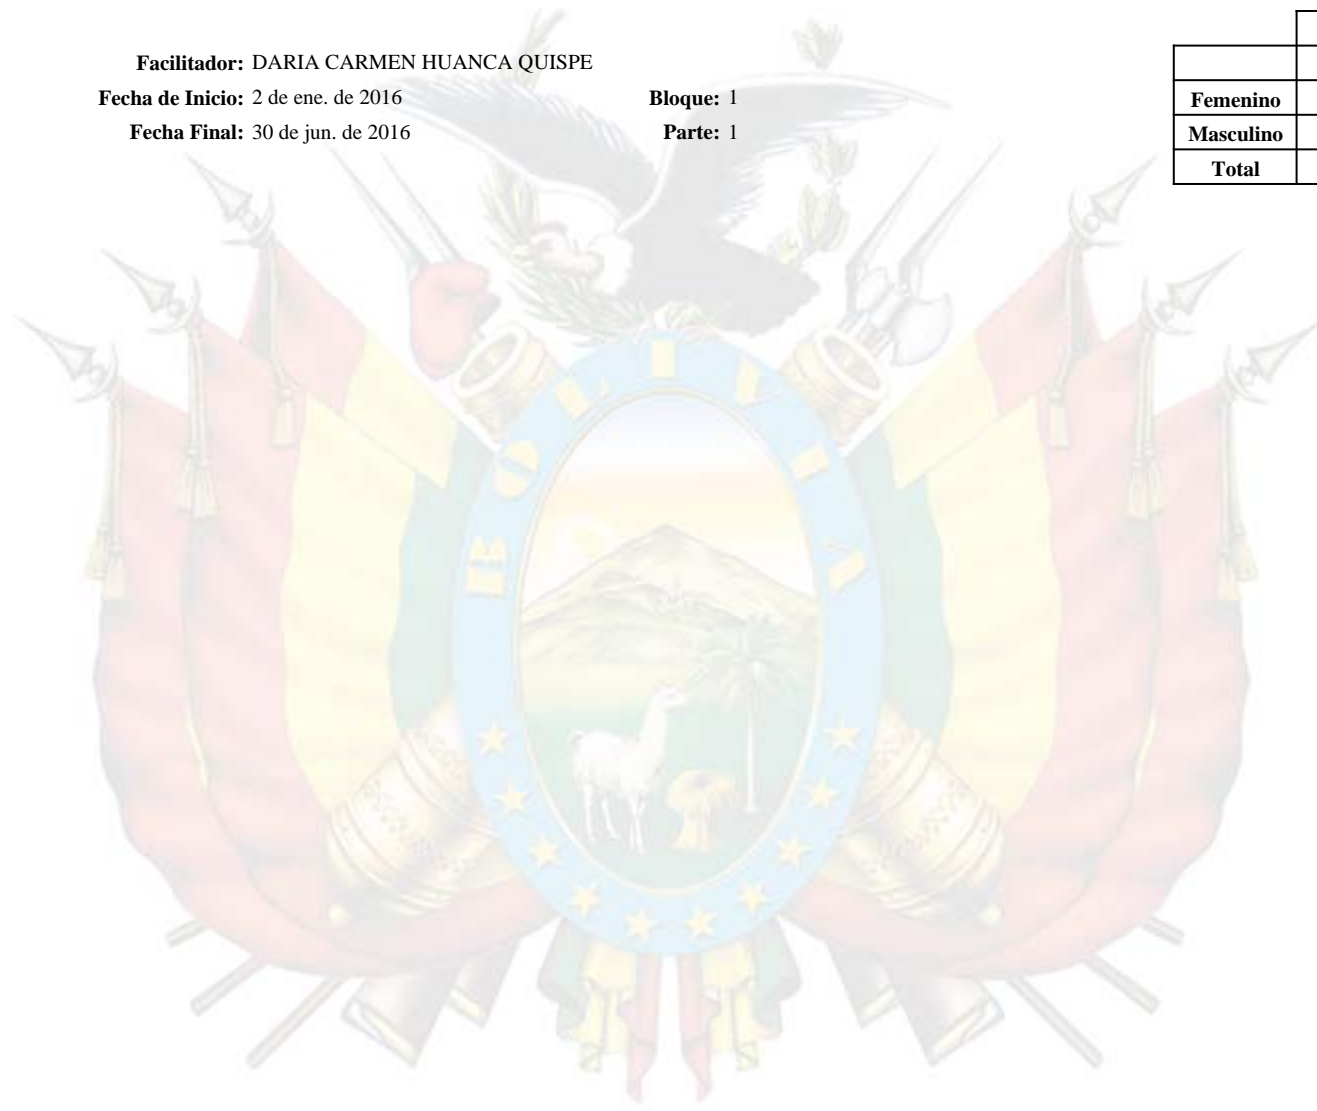 Facilitador: DARIA CARMEN HUANCA QUISPE
Fecha de Inicio: 2 de ene. de 2016 Bloque: 1
Fecha Final: 30 de jun. de 2016 Parte: 1
Femenino
Masculino
Total
BOLIVIA